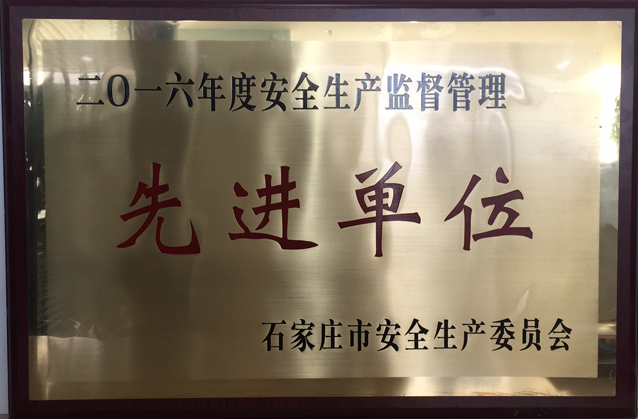 二〇一六年度安全生产监督管理
先进单位
石家庄市安全生产委员会